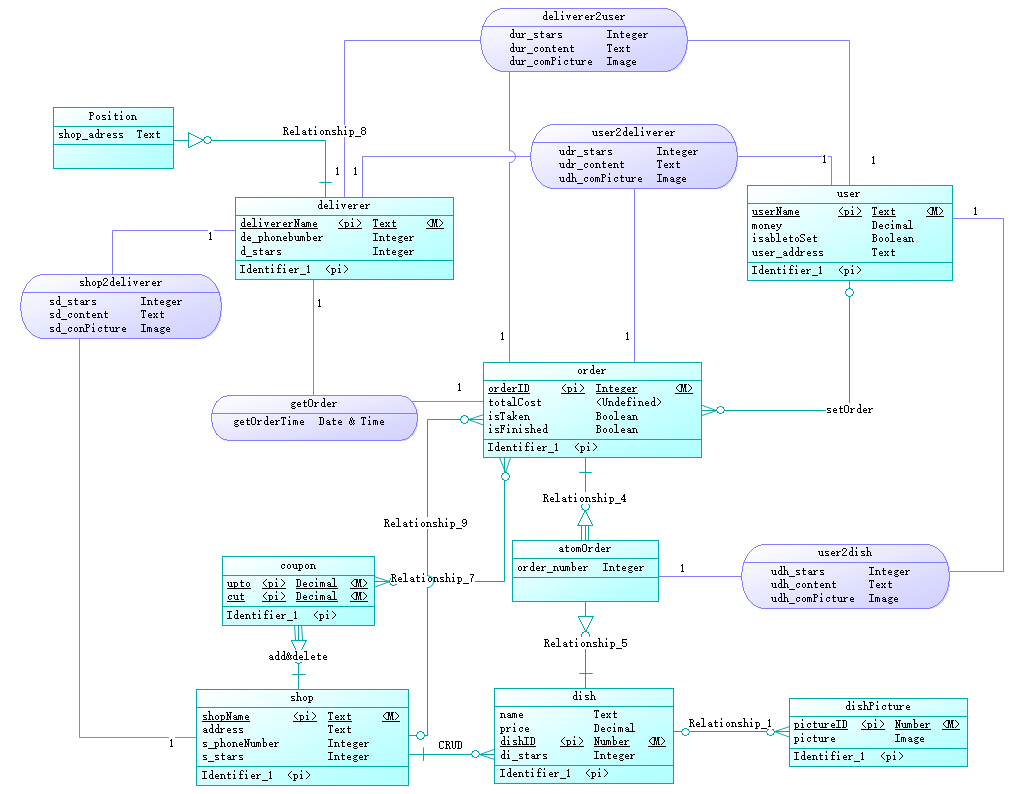 deliverer2user
dur_stars Integer
dur_content Text
dur_comPicture Image
Position
shop_adress Text
Relationship_8
user2deliverer
udr_stars Integer
udr_content Text
udh_comPicture Image
1
1
1
1
user
userName <pi> Text <M>
money Decimal
isabletoSet Boolean
user_address Text
Identifier_1 <pi>
1
deliverer
delivererName <pi> Text <M>
de_phonebumber Integer
d_stars Integer
Identifier_1 <pi>
1
shop2deliverer
sd_stars Integer
sd_content Text
sd_conPicture Image
1
1
1
order
orderID <pi> Integer <M>
totalCost <Undefined>
isTaken Boolean
isFinished Boolean
Identifier_1 <pi>
1
getOrder
getOrderTime Date & Time
setOrder
Relationship_4
Relationship_9
atomOrder
order_number Integer
1
user2dish
udh_stars Integer
udh_content Text
udh_comPicture Image
coupon
upto <pi> Decimal <M>
cut <pi> Decimal <M>
Identifier_1 <pi>
Relationship_7
Relationship_5
add&delete
shop
shopName <pi> Text <M>
address Text
s_phoneNumber Integer
s_stars Integer
Identifier_1 <pi>
1
CRUD
dish
name Text
price Decimal
dishID <pi> Number <M>
di_stars Integer
Identifier_1 <pi>
Relationship_1
dishPicture
pictureID <pi> Number <M>
picture Image
Identifier_1 <pi>